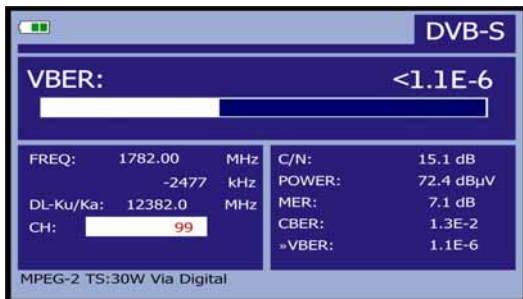 DVB-S
VBER: <1.1E-6
FREQ: 1782.00 MHz
-2477 kHz
DL-Ku/Ka: 12382.0 MHz
CH: 99
C/N: 15.1 dB
POWER: 72.4 dBµV
MER: 7.1 dB
CBER: 1.3E-2
»VBER: 1.1E-6
MPEG-2 TS:30W Via Digital